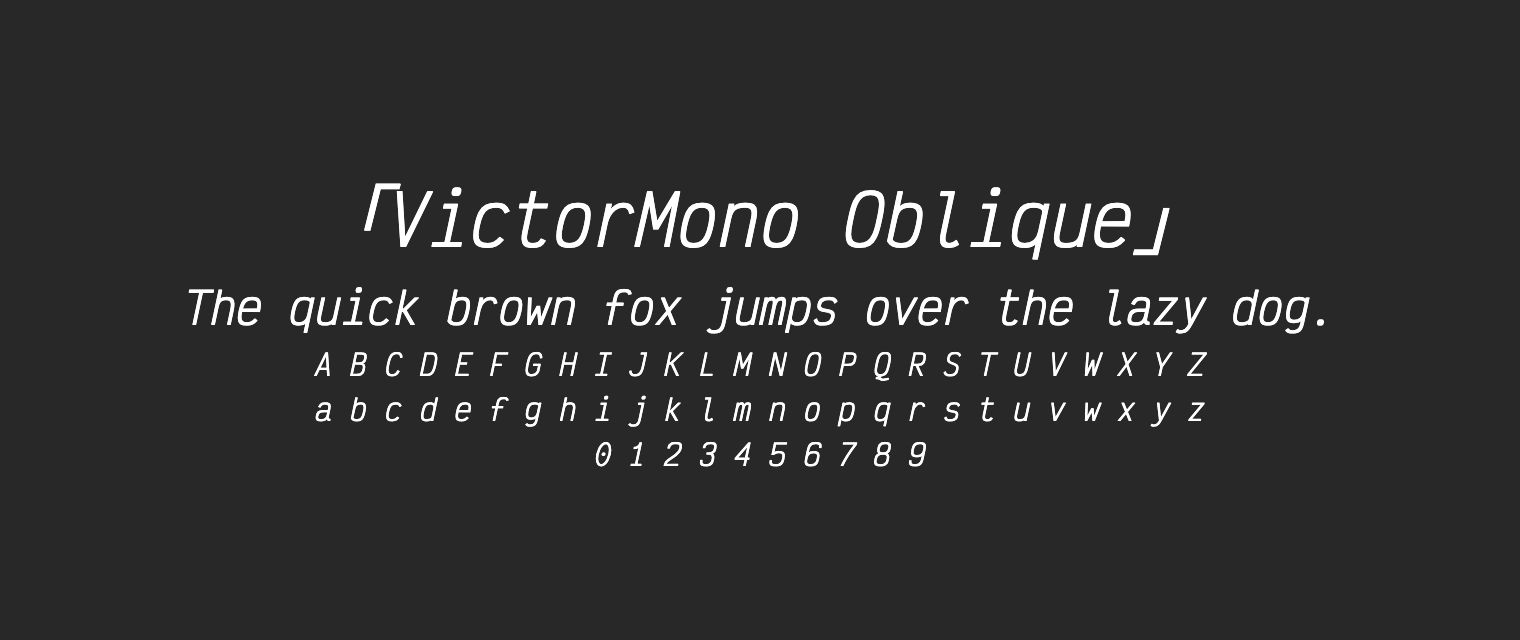 「VictorMono Oblique」
The quick brown fox jumps over the lazy dog.
A B C D E F G H I J K L M N O P Q R S T U V W X Y Z
a b c d e f g h i j k l m n o p q r s t u v w x y z
0 1 2 3 4 5 6 7 8 9